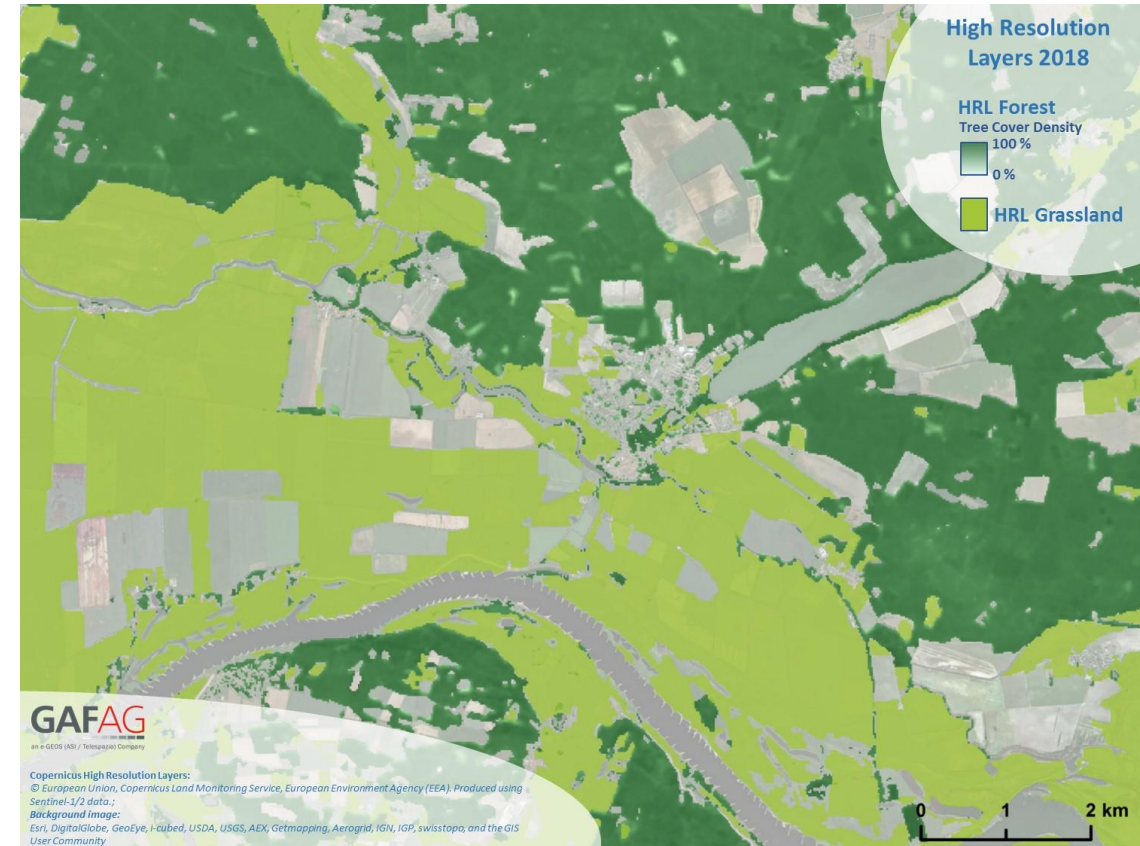 High Resolution
Layers 2018
HRL Forest
Tree Cover Density
100 %
0 %
HRL Grassland
GAFAG
an e-GEOS (ASI / Telespazio) Company
Copernicus High Resolution Layers:
© European Union, Copernicus Land Monitoring Service, European Environment Agency (EEA). Produced using
Sentinel-1/2 data.;
Background image:
Esri, DigitalGlobe, GeoEye, i-cubed, USDA, USGS, AEX, Getmapping, Aerogrid, IGN, IGP, swisstopo, and the GIS
User Community
0 1 2 km